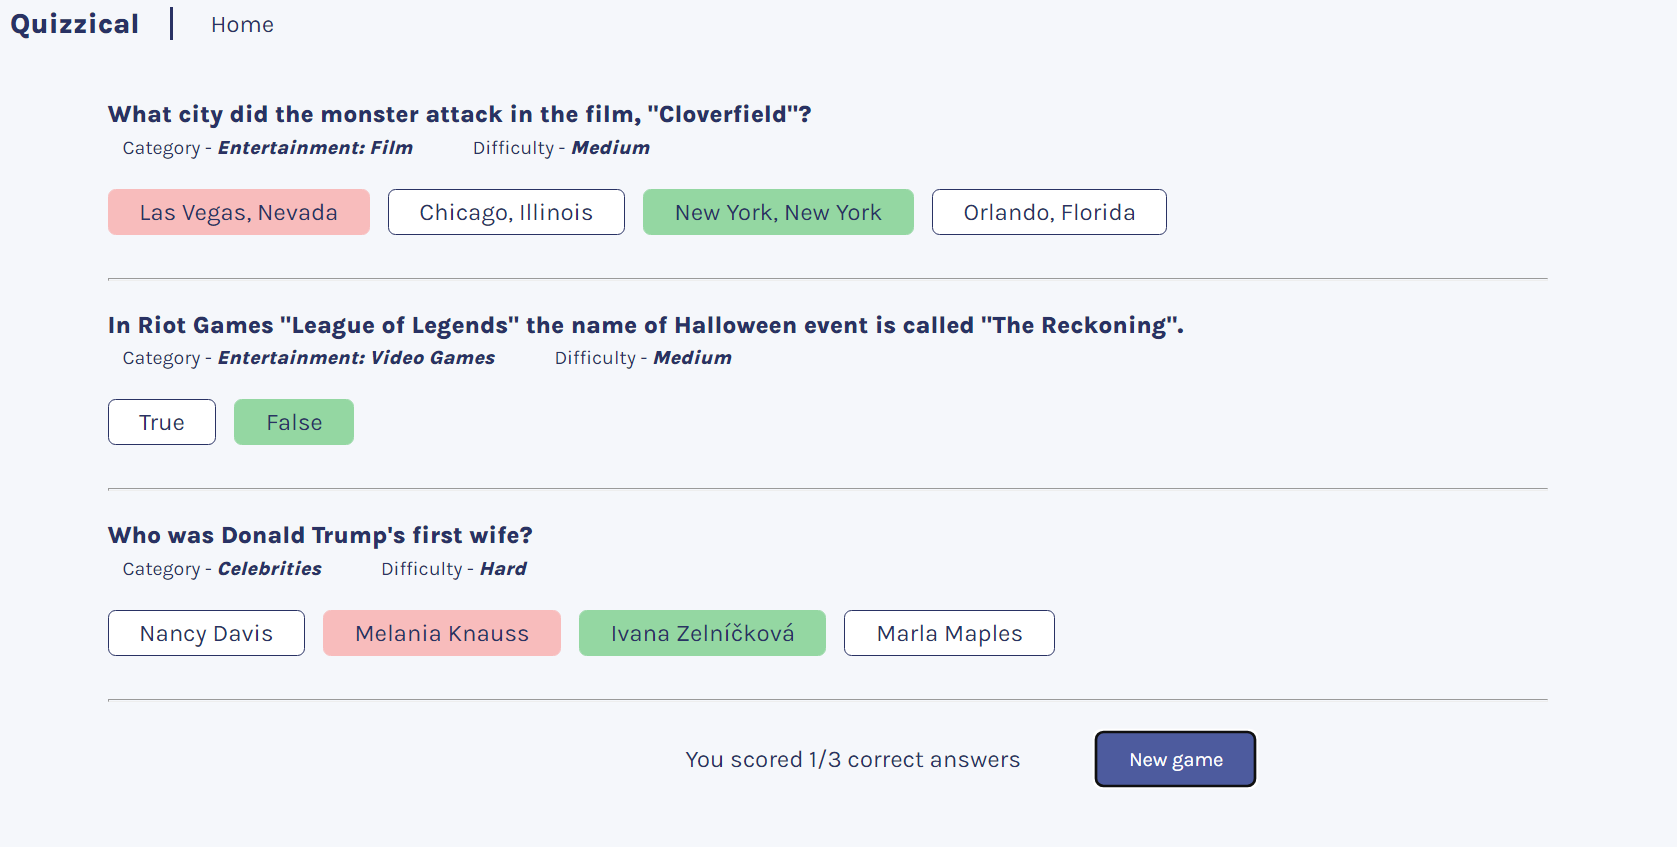 Quizzical Home
What city did the monster attack in the film, "Cloverfield"?
Category - Entertainment: Film Difficulty - Medium
Las Vegas, Nevada Chicago, Illinois New York, New York Orlando, Florida
In Riot Games "League of Legends" the name of Halloween event is called "The Reckoning".
Category - Entertainment: Video Games Difficulty - Medium
True False
Who was Donald Trump's first wife?
Category - Celebrities Difficulty - Hard
Nancy Davis Melania Knauss Ivana Zelníčková Marla Maples
You scored 1/3 correct answers New game